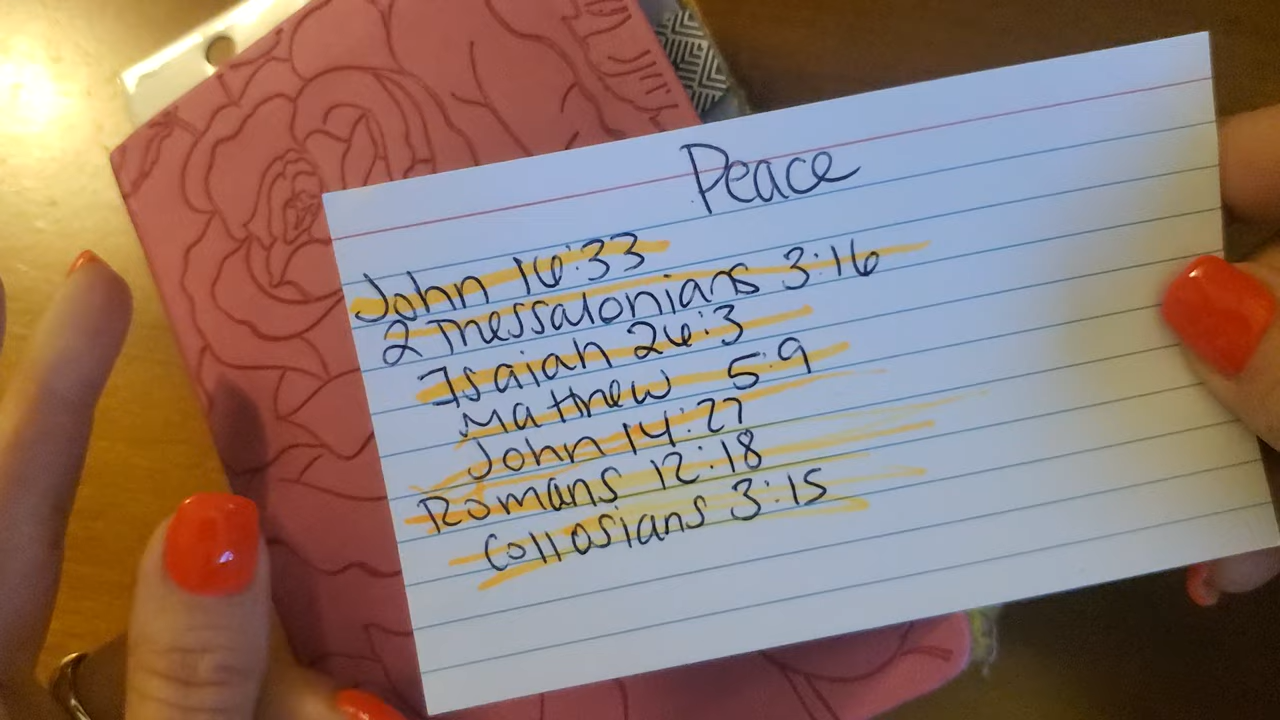 Peace
John 16:33
2 Thessalonians 3:16
Isaiah 26:3
Matthew 5:9
John 14:27
Romans 12:18
Collosians 3:15